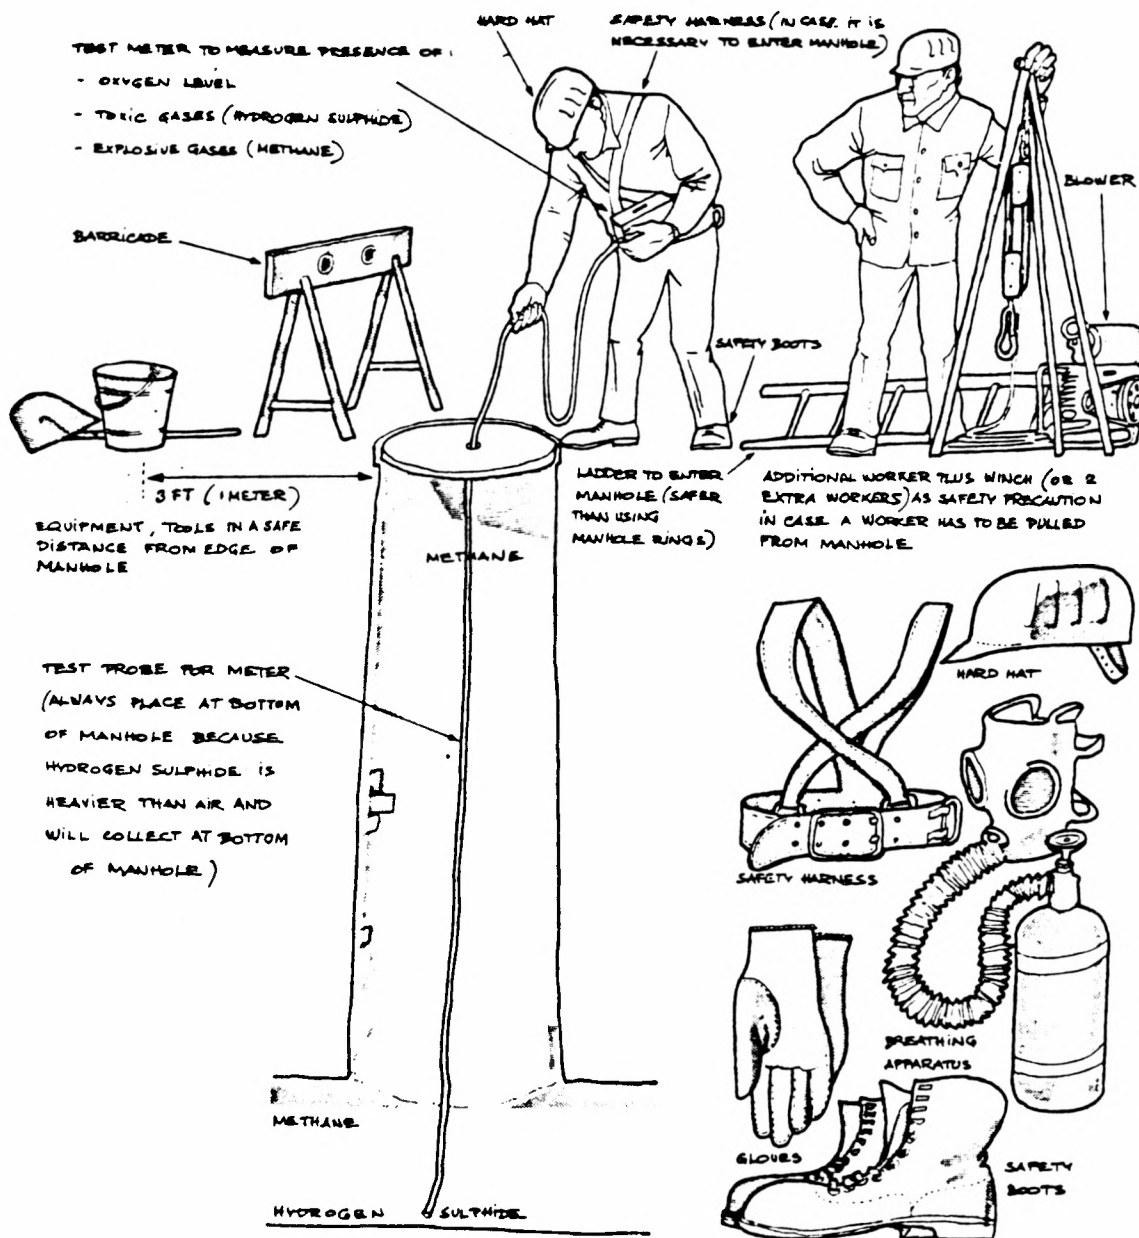 HARD HAT
SAFETY HARNESS (IN CASE IT IS
NECESSARY TO ENTER MANHOLE)
TEST METER TO MEASURE PRESENCE OF:
- OXYGEN LEVEL
- TOXIC GASES (HYDROGEN SULPHIDE)
- EXPLOSIVE GASES (METHANE)
BLOWER
BARRICADE
SAFETY BOOTS
3 FT (1 METER)
EQUIPMENT, TOOLS IN A SAFE
DISTANCE FROM EDGE OF
MANHOLE
LADDER TO ENTER
MANHOLE (SAFER
THAN USING
MANHOLE RINGS)
ADDITIONAL WORKER PLUS WINCH (OR 2
EXTRA WORKERS) AS SAFETY PRECAUTION
IN CASE A WORKER HAS TO BE PULLED
FROM MANHOLE
METHANE
TEST PROBE FOR METER
(ALWAYS PLACE AT BOTTOM
OF MANHOLE BECAUSE
HYDROGEN SULPHIDE IS
HEAVIER THAN AIR AND
WILL COLLECT AT BOTTOM
OF MANHOLE)
HARD HAT
SAFETY HARNESS
BREATHING
APPARATUS
GLOVES
SAFETY
BOOTS
METHANE
HYDROGEN SULPHIDE